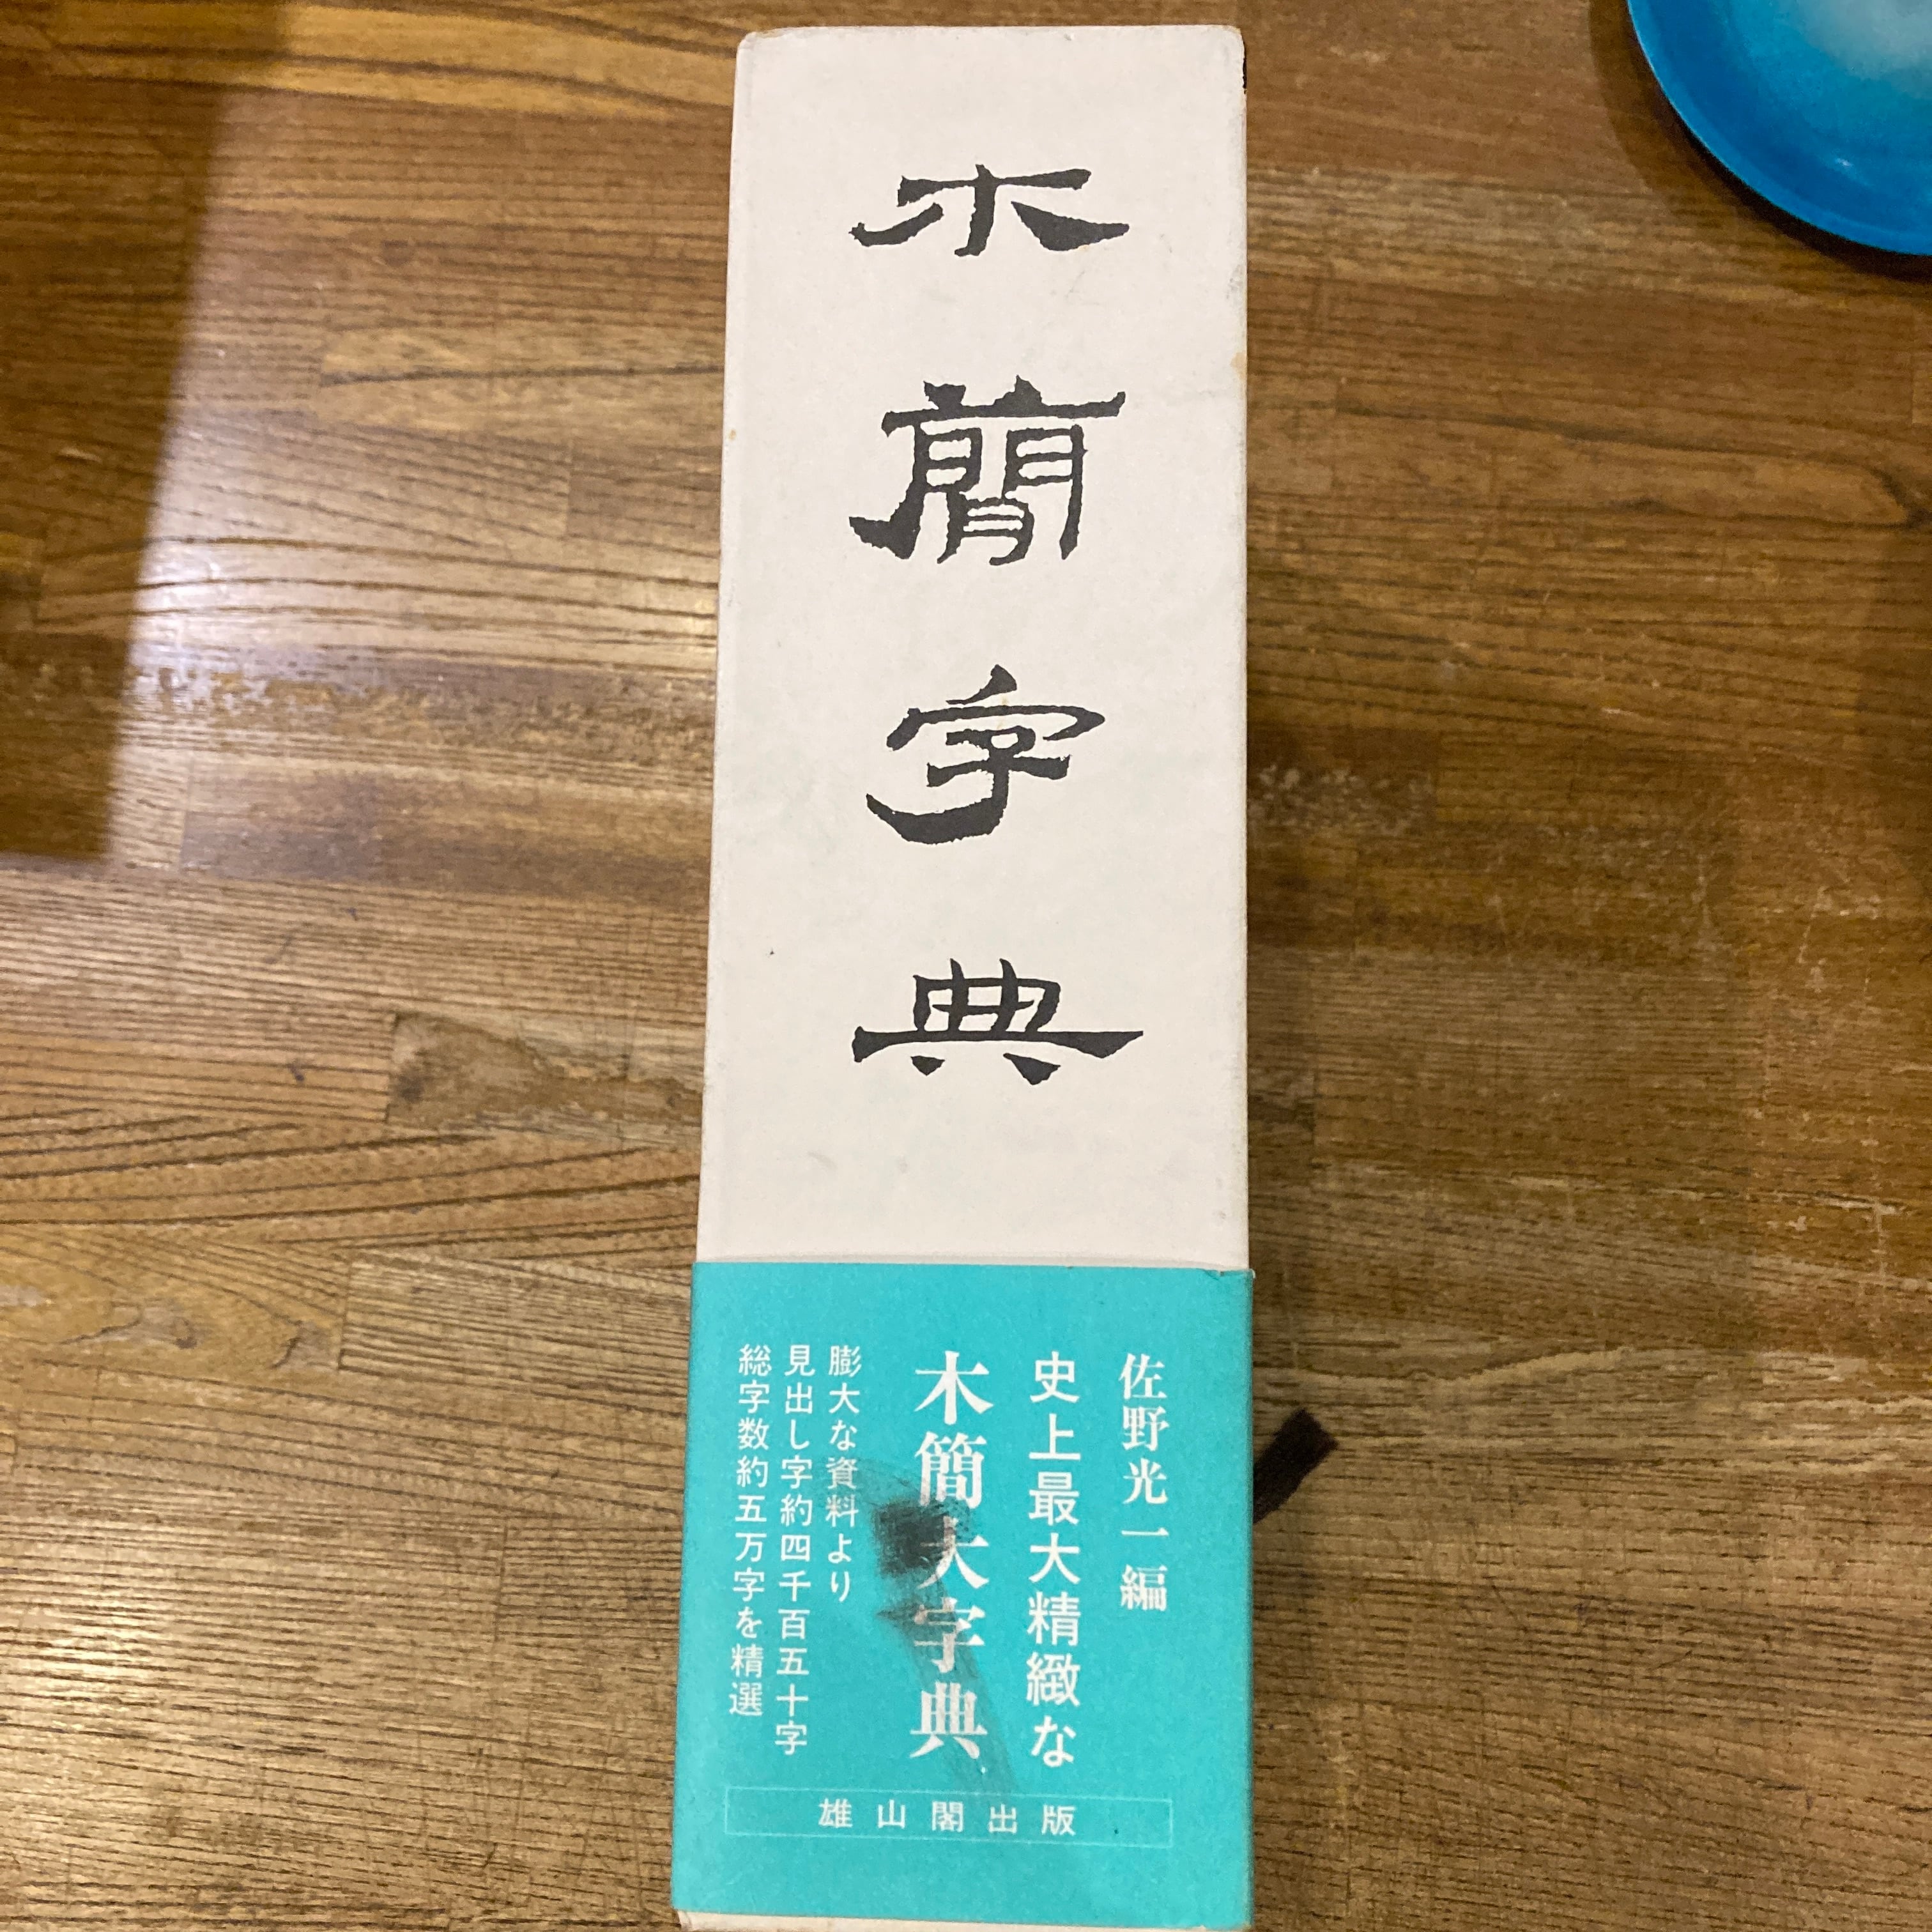 木簡字典
佐野光一編
史上最大精緻な
木簡大字典
膨大な資料より
見出し字約四千百五十字
総字数約五万字を精選
雄山閣出版